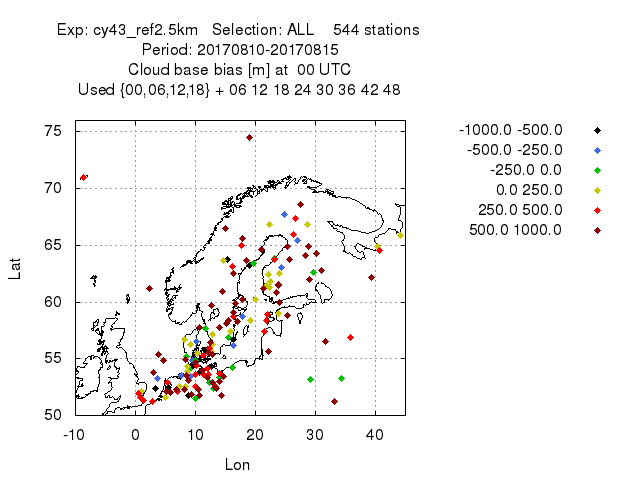 Exp: cy43_ref2.5km   Selection: ALL    544 stations
Period: 20170810-20170815
Cloud base bias [m] at  00 UTC
Used {00,06,12,18} + 06 12 18 24 30 36 42 48
75
70
65
60
55
50
Lat
-10 0 10 20 30 40
Lon
-1000.0 -500.0
-500.0 -250.0
-250.0 0.0
0.0 250.0
250.0 500.0
500.0 1000.0